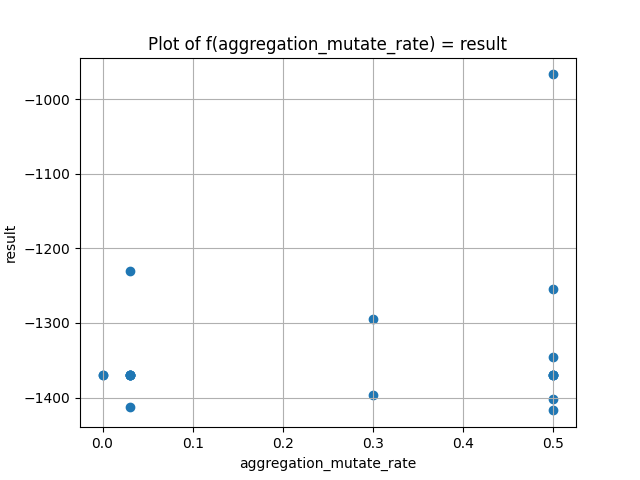 Plot of f(aggregation_mutate_rate) = result
−1000
−1100
−1200
−1300
−1400
result
0.0 0.1 0.2 0.3 0.4 0.5
aggregation_mutate_rate